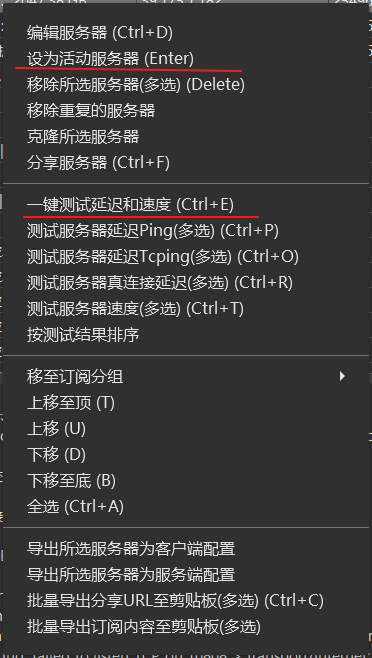 编辑服务器 (Ctrl+D)
设为活动服务器 (Enter)
移除所选服务器(多选) (Delete)
移除重复的服务器
克隆所选服务器
分享服务器 (Ctrl+F)
一键测试延迟和速度 (Ctrl+E)
测试服务器延迟Ping(多选) (Ctrl+P)
测试服务器延迟Tcping(多选) (Ctrl+O)
测试服务器真连接延迟(多选) (Ctrl+R)
测试服务器速度(多选) (Ctrl+T)
按测试结果排序
移至订阅分组
上移至顶 (T)
上移 (U)
下移 (D)
下移至底 (B)
全选 (Ctrl+A)
导出所选服务器为客户端配置
导出所选服务器为服务端配置
批量导出分享URL至剪贴板(多选) (Ctrl+C)
批量导出订阅内容至剪贴板(多选)